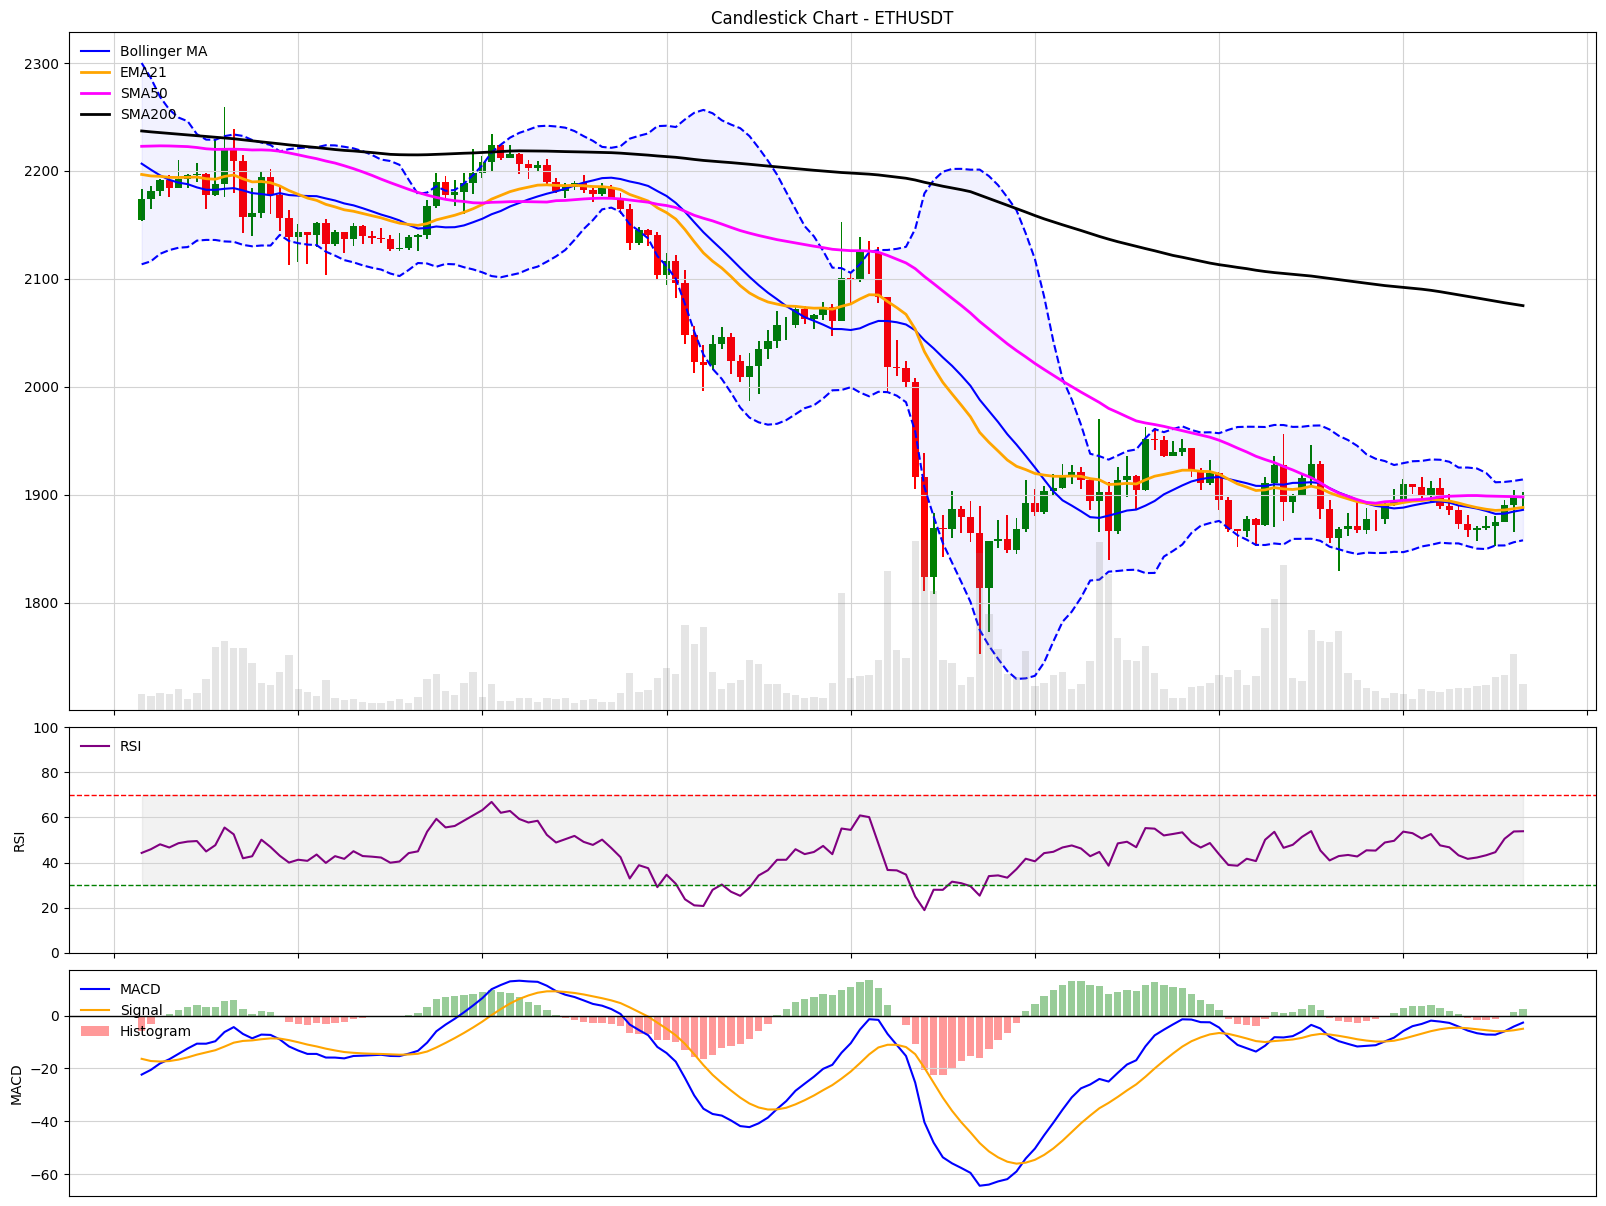 Candlestick Chart - ETHUSDT
Bollinger MA
EMA21
SMA50
SMA200
2300
2200
2100
2000
1900
1800
RSI
100
80
60
40
20
0
RSI
MACD
Signal
Histogram
0
−20
−40
−60
MACD